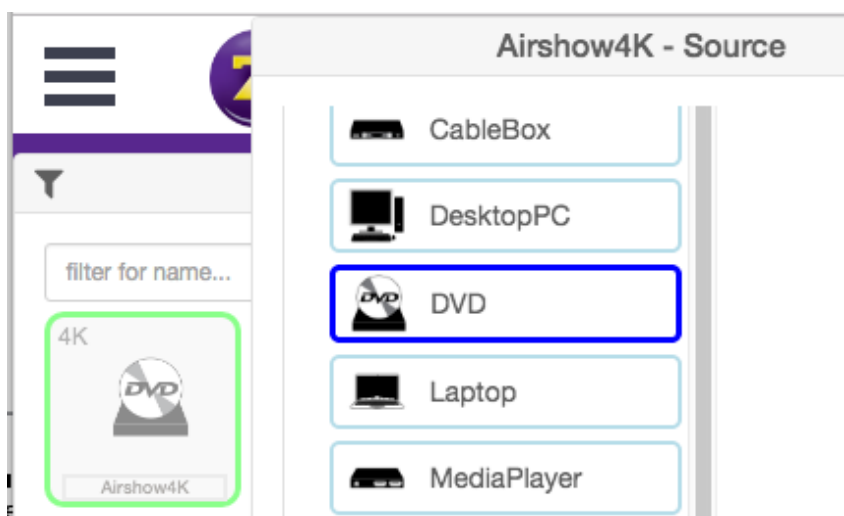 Airshow4K - Source
CableBox
DesktopPC
filter for name...
DVD
4K
DVD
Laptop
Airshow4K
MediaPlayer